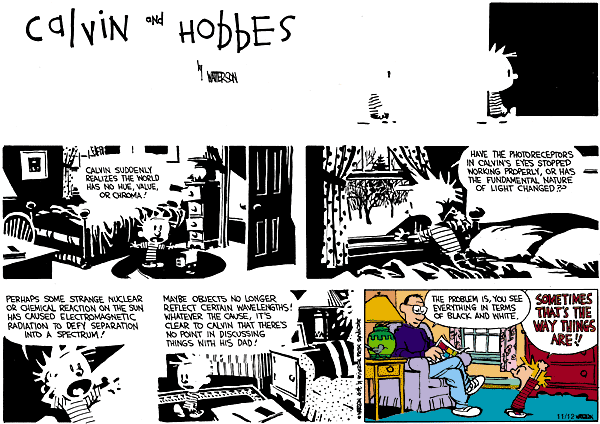 CALVIN AND HOBBES
by WATTERSON
CALVIN SUDDENLY
REALIZES THE WORLD
HAS NO HUE, VALUE,
OR CHROMA!
HAVE THE PHOTORECEPTORS
IN CALVIN'S EYES STOPPED
WORKING PROPERLY, OR HAS
THE FUNDAMENTAL NATURE
OF LIGHT CHANGED??
PERHAPS SOME STRANGE NUCLEAR
OR CHEMICAL REACTION ON THE SUN
HAS CAUSED ELECTROMAGNETIC
RADIATION TO DEFY SEPARATION
INTO A SPECTRUM!
MAYBE OBJECTS NO LONGER
REFLECT CERTAIN WAVELENGTHS!
WHATEVER THE CAUSE, IT'S
CLEAR TO CALVIN THAT THERE'S
NO POINT IN DISCUSSING
THINGS WITH HIS DAD!
THE PROBLEM IS, YOU SEE
EVERYTHING IN TERMS
OF BLACK AND WHITE.
SOMETIMES
THAT'S THE
WAY THINGS
ARE!!
11/12 WATTERSON